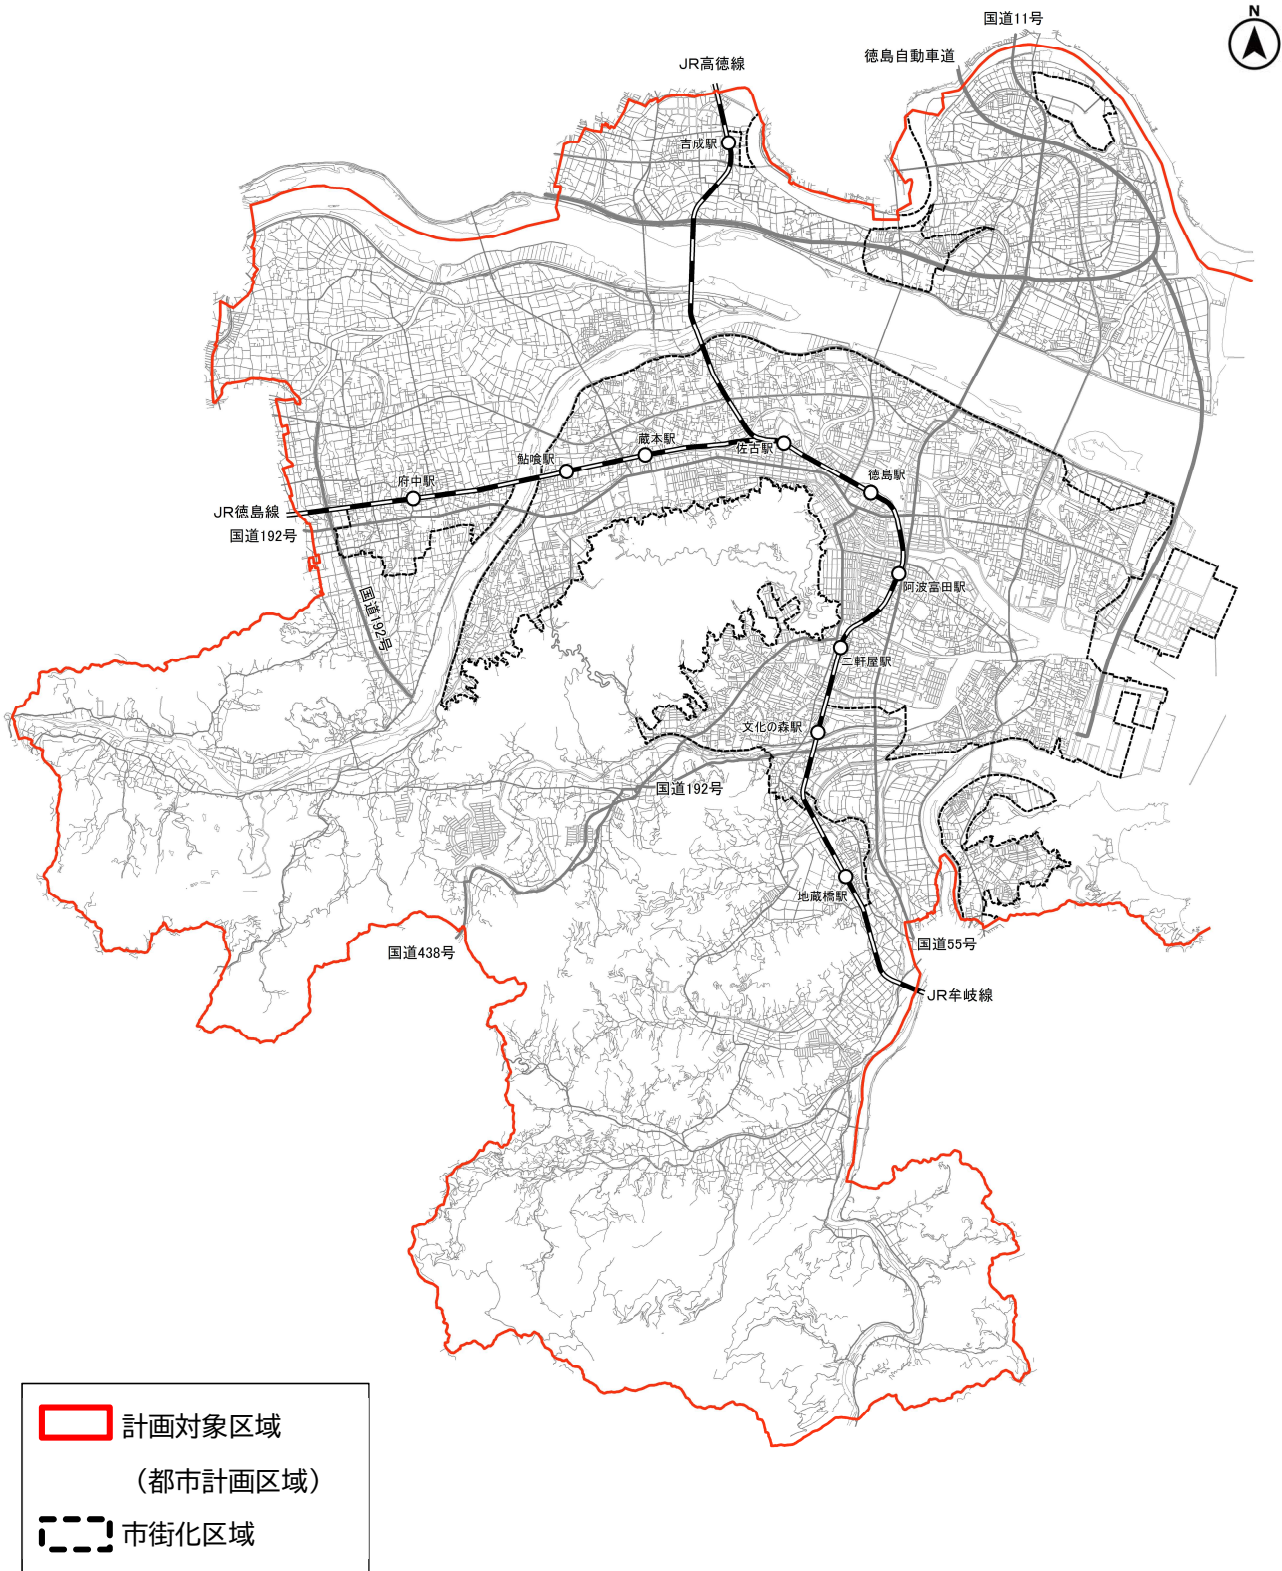 N
国道11号
徳島自動車道
JR高徳線
吉成駅
蔵本駅
佐古駅
鮎喰駅
徳島駅
府中駅
JR徳島線
国道192号
阿波富田駅
国道192号
二軒屋駅
文化の森駅
国道192号
地蔵橋駅
国道438号
国道55号
JR牟岐線
計画対象区域
（都市計画区域）
市街化区域